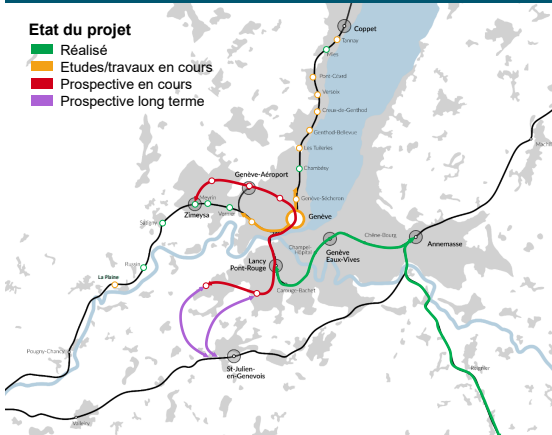 Etat du projet
Réalisé
Etudes/travaux en cours
Prospective en cours
Prospective long terme
Coppet
Tannay
Mies
Pont-Céard
Versoix
Creux-de-Genthod
Genthod-Bellevue
Les Tuileries
Chambésy
Genève-Sécheron
Genève-Aéroport
Meyrin
Zimeysa
Vernier
Genève
Satigny
Russin
La Plaine
Champel-
Hôpital
Genève
Eaux-Vives
Chêne-Bourg
Annemasse
Lancy
Pont-Rouge
Carouge-Bachet
Pougny-Chancy
St-Julien-
en-Genevois
Valleiry
Reignier